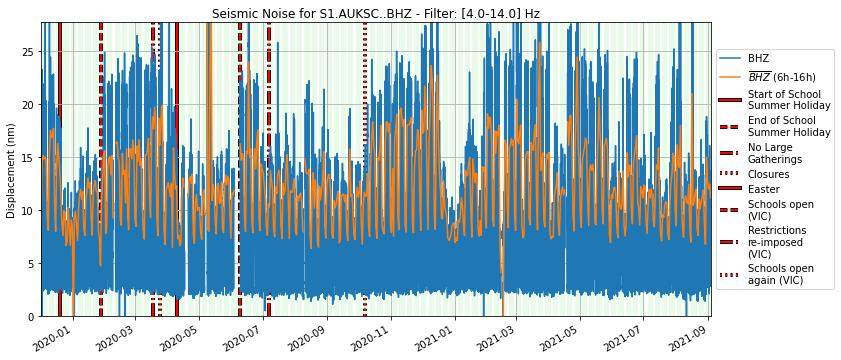 Seismic Noise for S1.AUKSC..BHZ - Filter: [4.0-14.0] Hz
Displacement (nm)
25
20
15
10
5
0
2020-01
2020-03
2020-05
2020-07
2020-09
2020-11
2021-01
2021-03
2021-05
2021-07
2021-09
BHZ
BHZ (6h-16h)
Start of School
Summer Holiday
End of School
Summer Holiday
No Large
Gatherings
Closures
Easter
Schools open
(VIC)
Restrictions
re-imposed
(VIC)
Schools open
again (VIC)